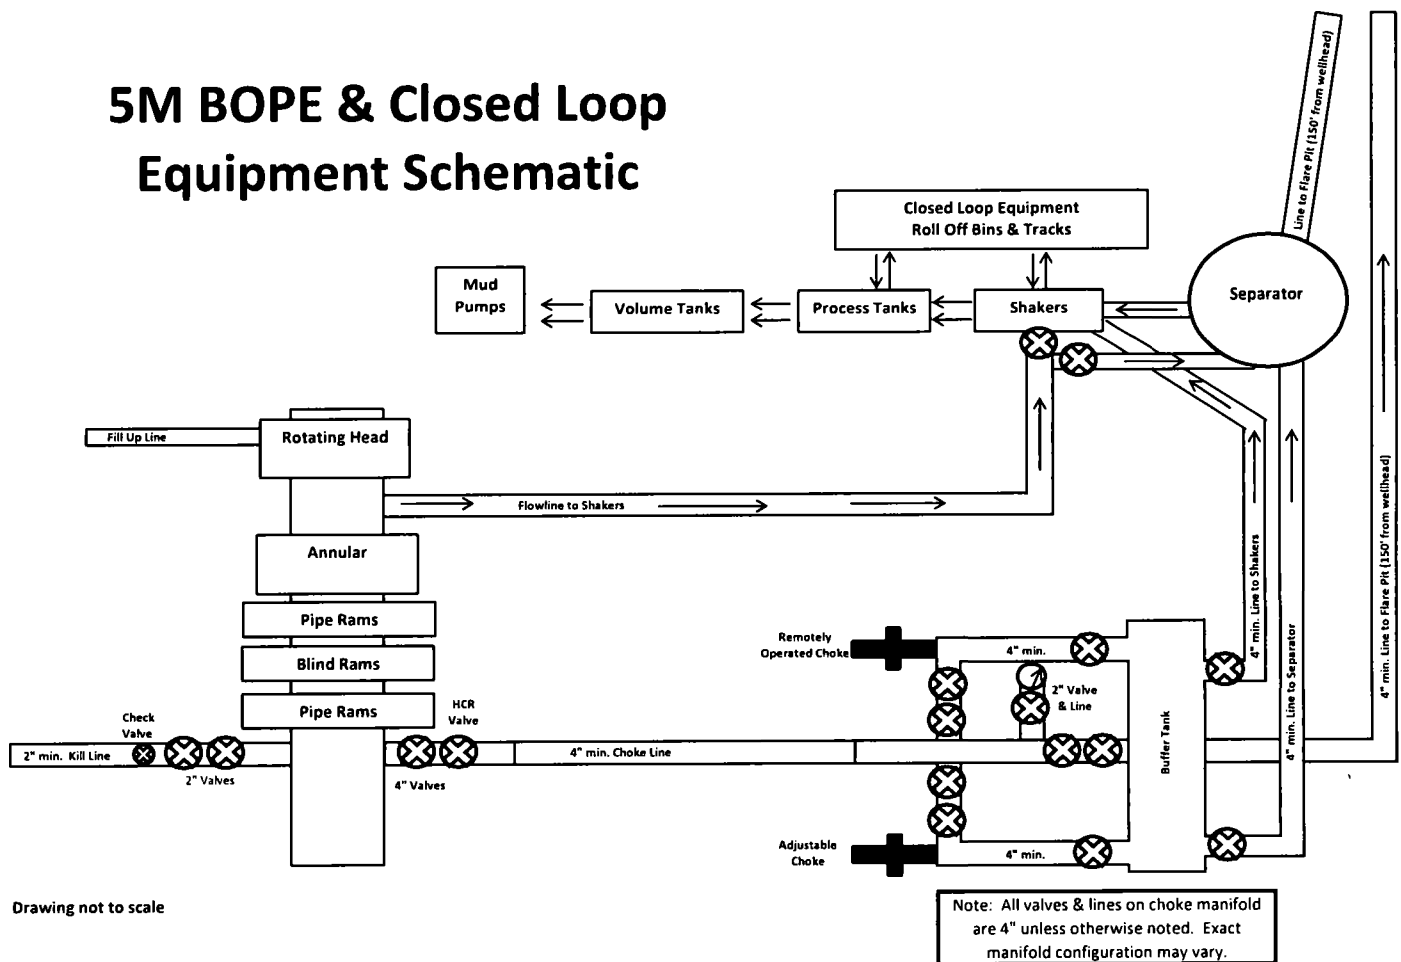 5M BOPE & Closed Loop
Equipment Schematic
Line to Flare Pit (150' from wellhead)
4" min. Line to Flare Pit (150' from wellhead)
Closed Loop Equipment
Roll Off Bins & Tracks
Mud
Pumps
Volume Tanks
Process Tanks
Shakers
Separator
Fill Up Line
Rotating Head
Flowline to Shakers
Annular
Pipe Rams
Blind Rams
Pipe Rams
Check
Valve
2" min. Kill Line
2" Valves
HCR
Valve
4" Valves
4" min. Choke Line
Remotely
Operated Choke
4" min.
2" Valve
& Line
Buffer Tank
4" min. Line to Shakers
4" min. Line to Separator
Adjustable
Choke
4" min.
Drawing not to scale
Note: All valves & lines on choke manifold
are 4" unless otherwise noted. Exact
manifold configuration may vary.